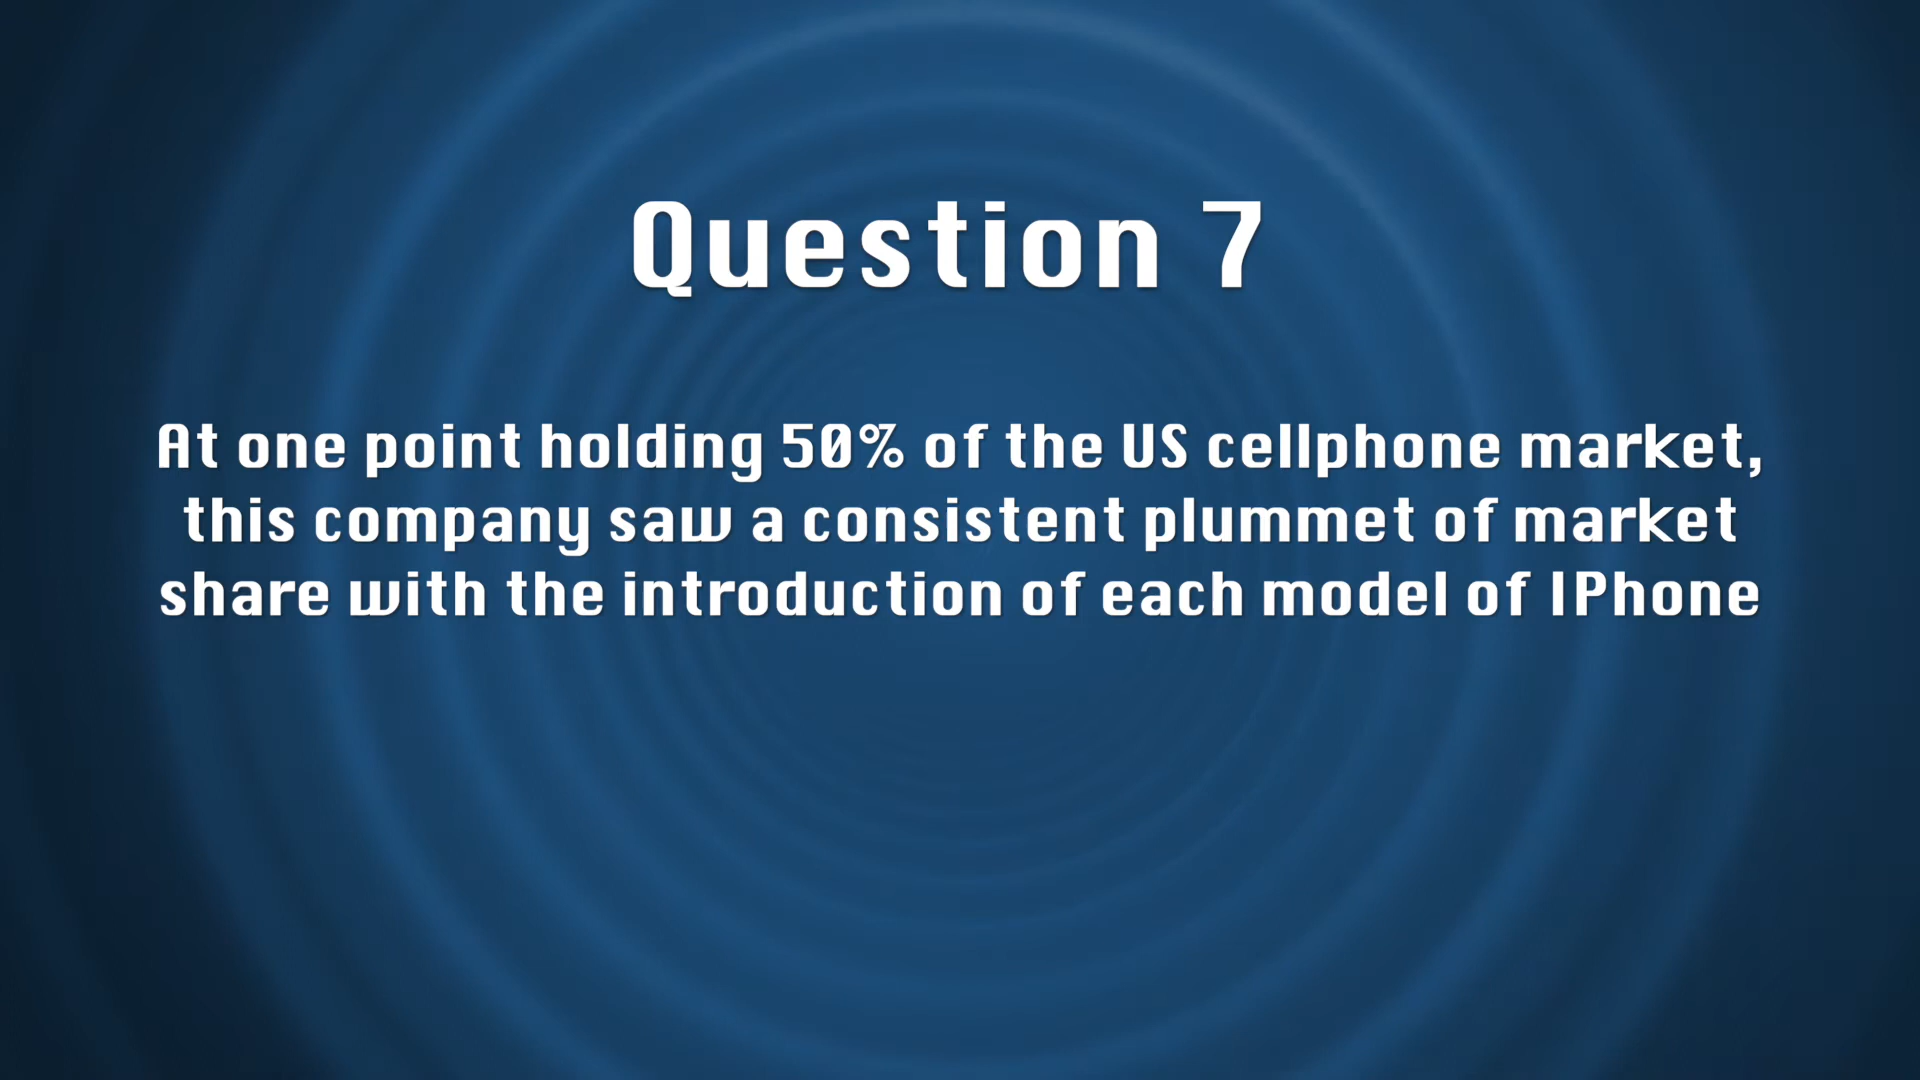 Question 7
At one point holding 50% of the US cellphone market,
this company saw a consistent plummet of market
share with the introduction of each model of IPhone